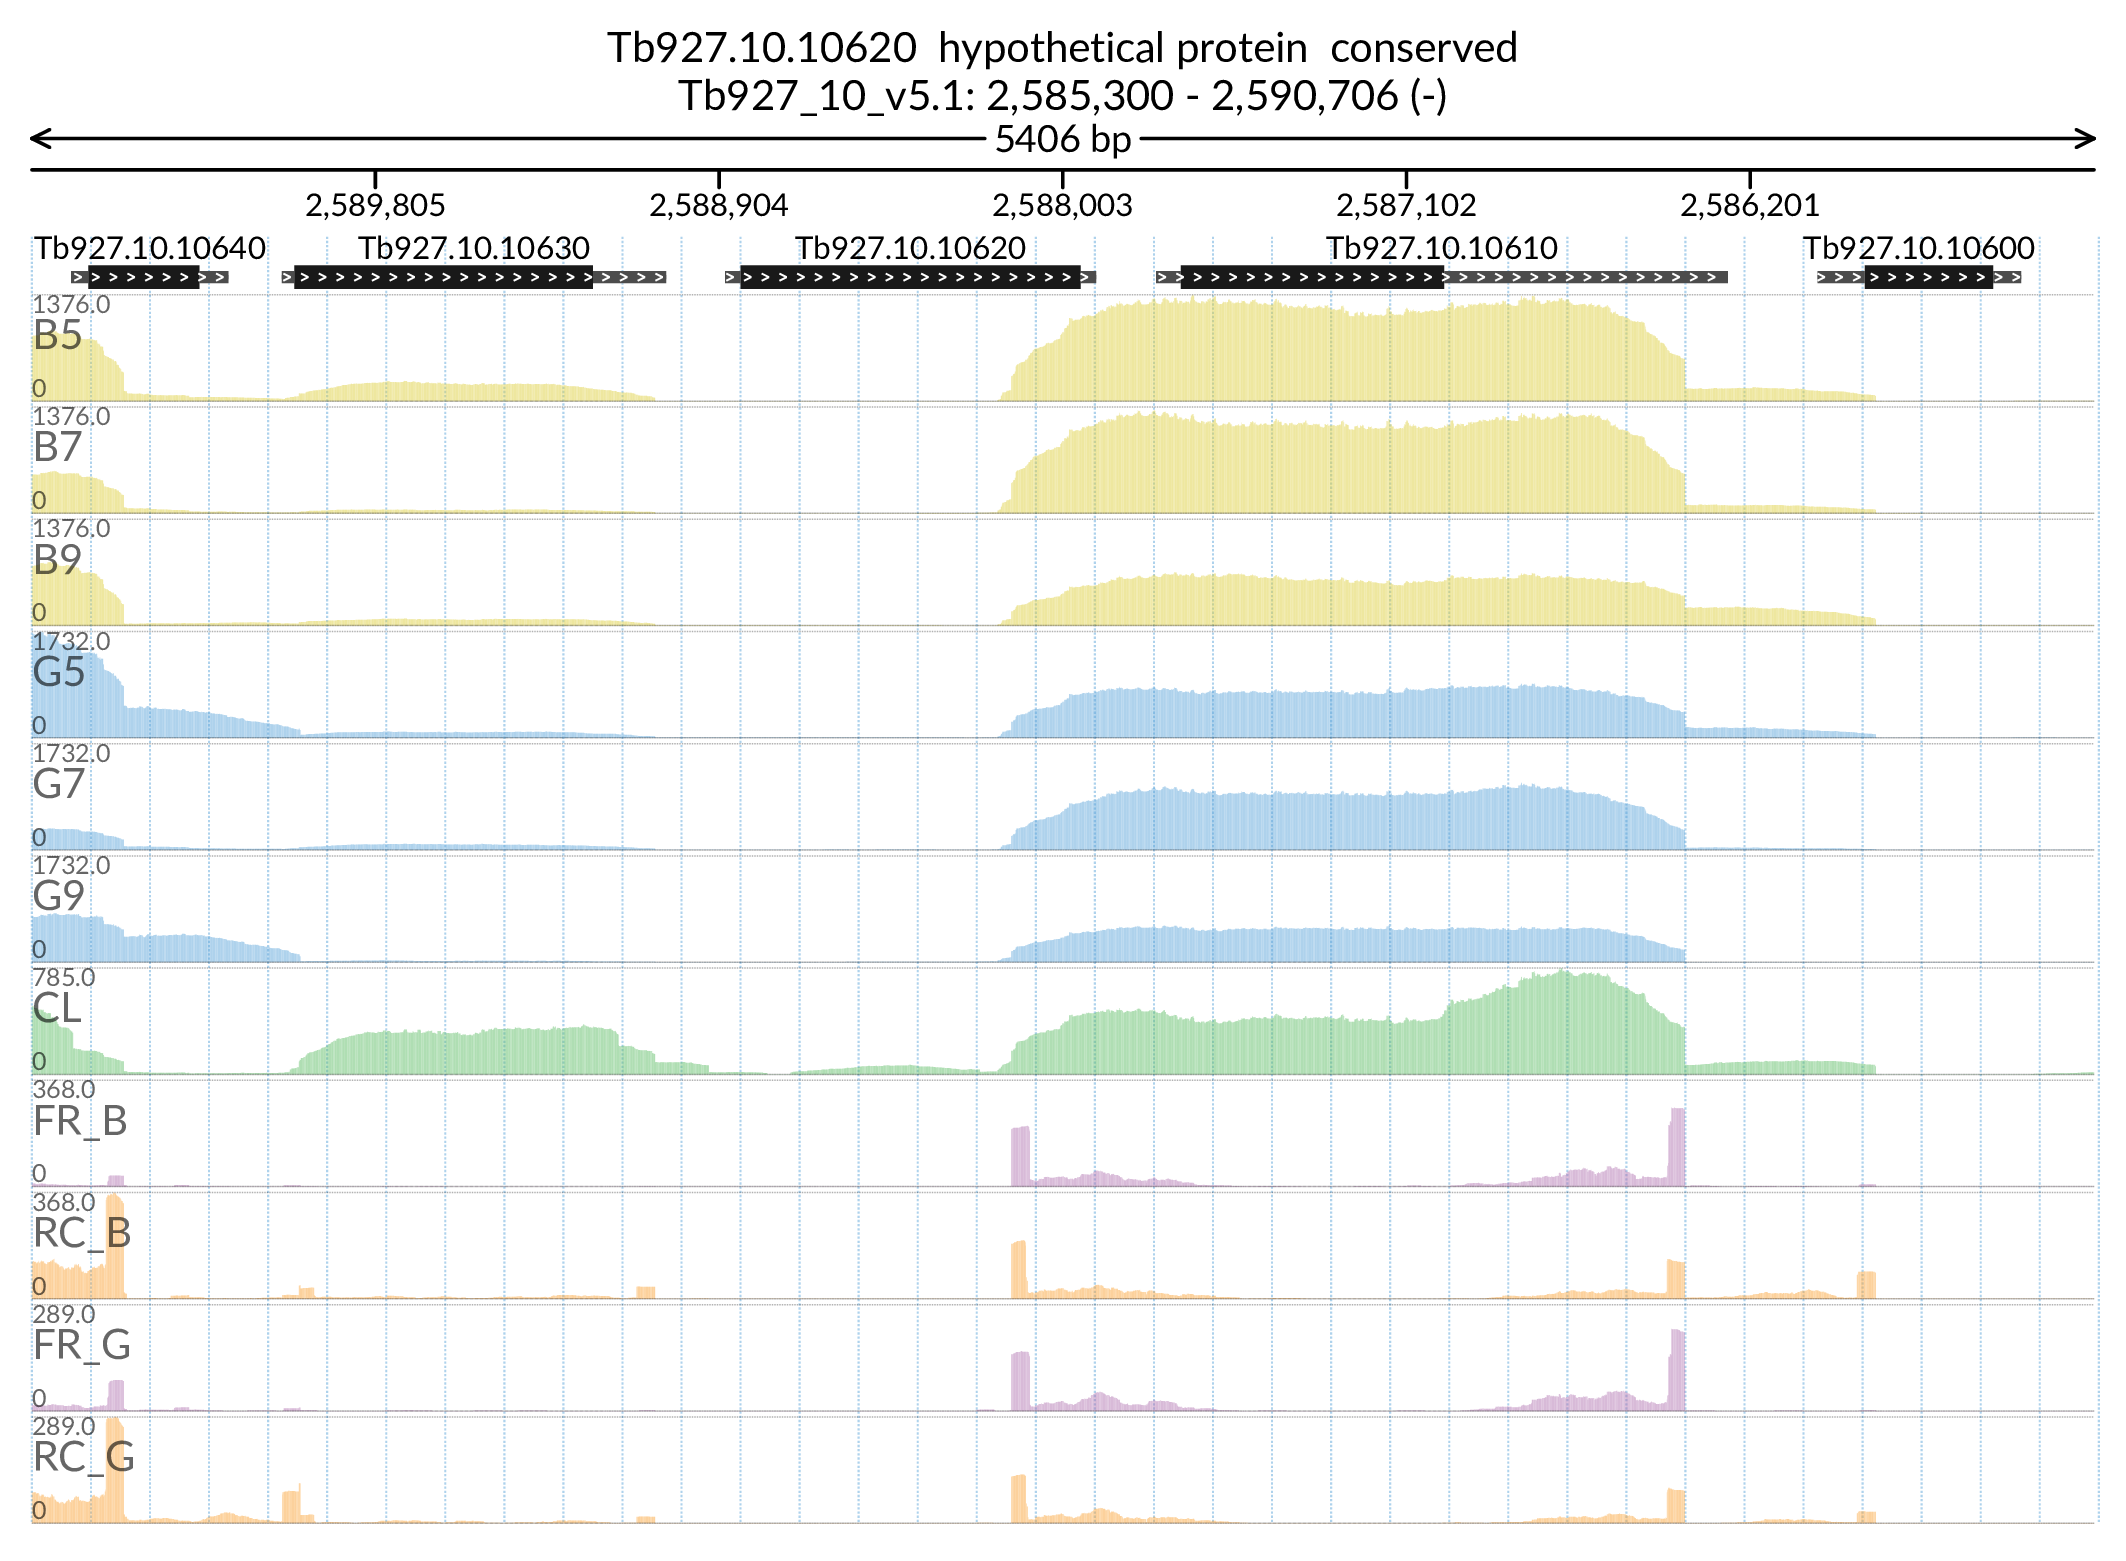 Tb927.10.10620  hypothetical protein  conserved
Tb927_10_v5.1: 2,585,300 - 2,590,706 (-)
5406 bp
2,589,805 2,588,904 2,588,003 2,587,102 2,586,201
Tb927.10.10640 Tb927.10.10630 Tb927.10.10620 Tb927.10.10610 Tb927.10.10600
1376.0
B5
0
1376.0
B7
0
1376.0
B9
0
1732.0
G5
0
1732.0
G7
0
1732.0
G9
0
785.0
CL
0
368.0
FR_B
0
368.0
RC_B
0
289.0
FR_G
0
289.0
RC_G
0